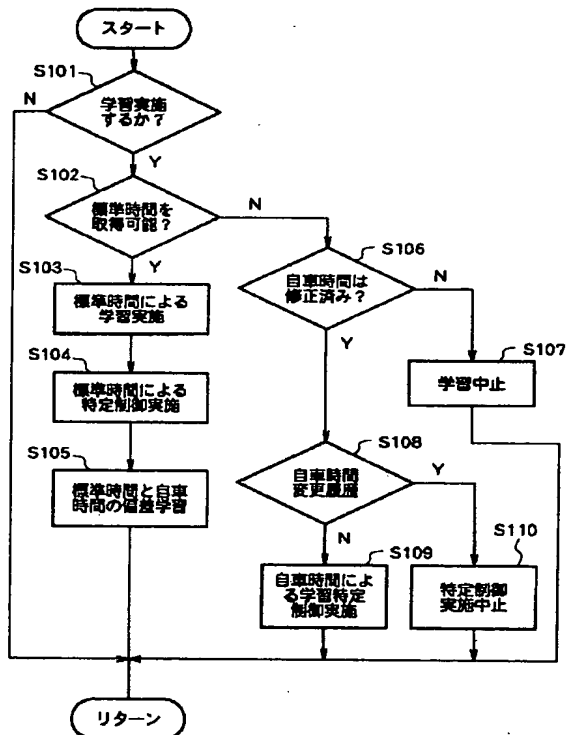 スタート
S101
学習実施
するか？
N
Y
S102
標準時間を
取得可能？
N
Y
S103
標準時間による
学習実施
S104
標準時間による
特定制御実施
S105
標準時間と自車
時間の偏差学習
S106
自車時間は
修正済み？
N
Y
S107
学習中止
S108
自車時間
変更履歴
Y
N
S109
自車時間によ
る学習特定
制御実施
S110
特定制御
実施中止
リターン